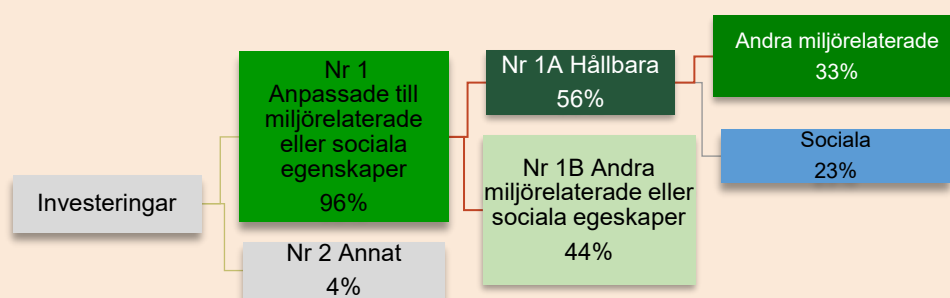 Investeringar
Nr 1
Anpassade till
miljörelaterade
eller sociala
egenskaper
96%
Nr 2 Annat
4%
Nr 1A Hållbara
56%
Nr 1B Andra
miljörelaterade eller
sociala egeskaper
44%
Andra miljörelaterade
33%
Sociala
23%